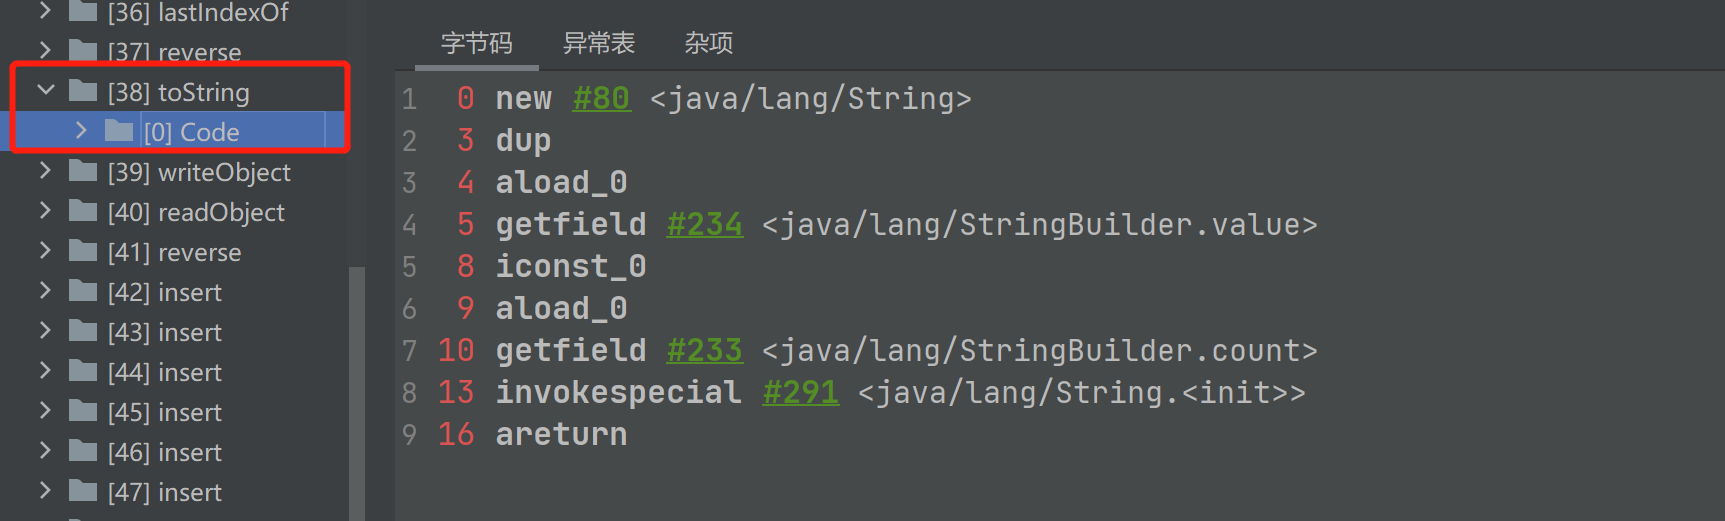 [36] lastIndexOf
[37] reverse
[38] toString
[0] Code
[39] writeObject
[40] readObject
[41] reverse
[42] insert
[43] insert
[44] insert
[45] insert
[46] insert
[47] insert
字节码 异常表 杂项
1 0 new #80 <java/lang/String>
2 3 dup
3 4 aload_0
4 5 getfield #234 <java/lang/StringBuilder.value>
5 8 iconst_0
6 9 aload_0
7 10 getfield #233 <java/lang/StringBuilder.count>
8 13 invokespecial #291 <java/lang/String.<init>>
9 16 areturn